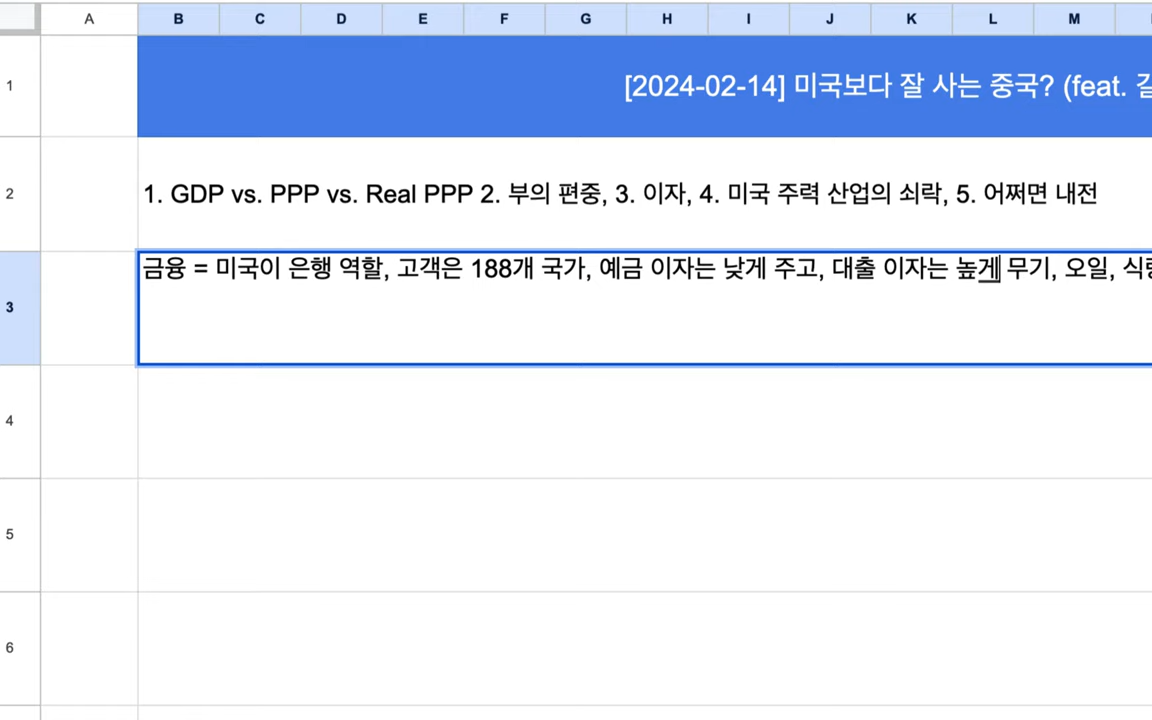 A B C D E F G H I J K L M
1 [2024-02-14] 미국보다 잘 사는 중국? (feat.
2 1. GDP vs. PPP vs. Real PPP 2. 부의 편중, 3. 이자, 4. 미국 주력 산업의 쇠락, 5. 어쩌면 내전
3 금융 = 미국이 은행 역할, 고객은 188개 국가, 예금 이자는 낮게 주고, 대출 이자는 높게 무기, 오일,
4
5
6